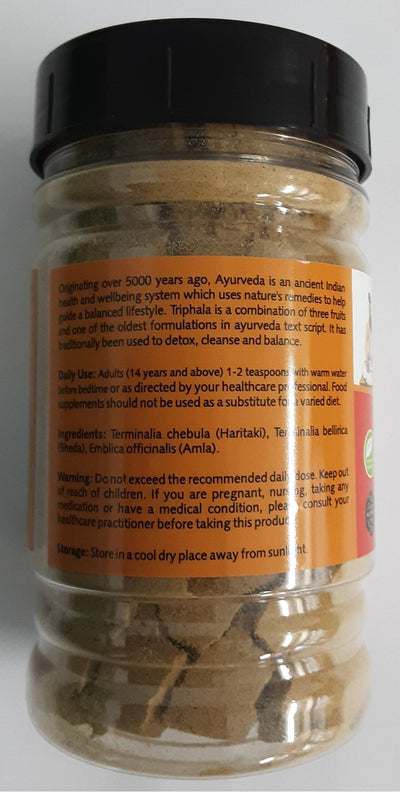 Originating over 5000 years ago, Ayurveda is an ancient Indian
health and wellbeing system which uses nature's remedies to help
guide a balanced lifestyle. Triphala is a combination of three fruits
and one of the oldest formulations in ayurveda text script. It has
traditionally been used to detox, cleanse and balance.
Daily Use: Adults (14 years and above) 1-2 teaspoons with warm water
before bedtime or as directed by your healthcare professional. Food
supplements should not be used as a substitute for a varied diet.
Ingredients: Terminalia chebula (Haritaki), Terminalia bellirica
(Bheda), Emblica officinalis (Amla).
Warning: Do not exceed the recommended daily dose. Keep out
of reach of children. If you are pregnant, nursing, taking any
medication or have a medical condition, please consult your
healthcare practitioner before taking this product.
Storage: Store in a cool dry place away from sunlight.